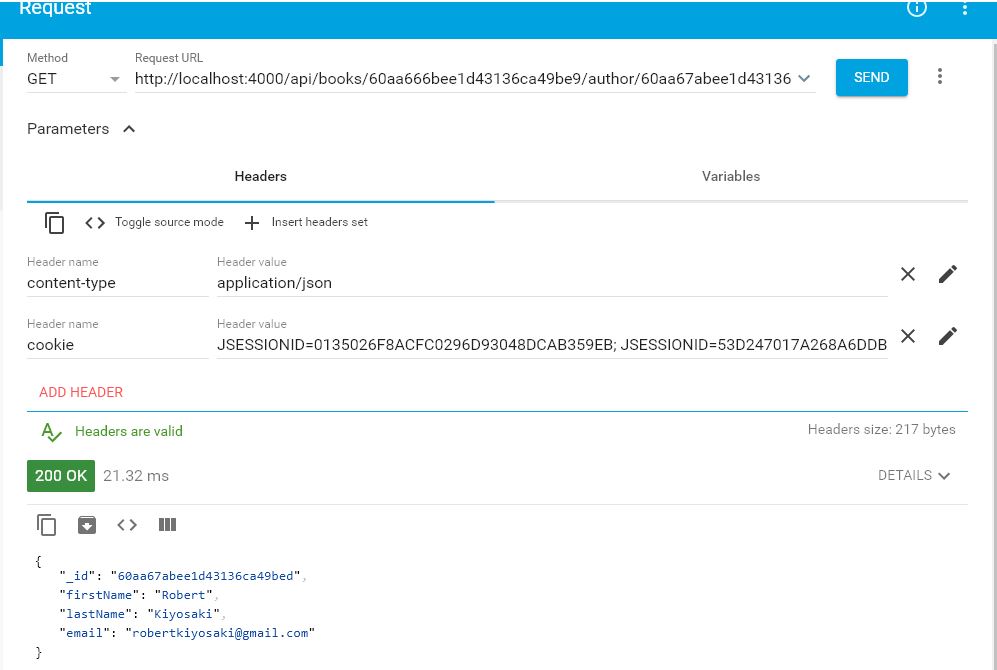 Request
Method
Request URL
GET
http://localhost:4000/api/books/60aa666bee1d43136ca49be9/author/60aa67abee1d43136
SEND
Parameters
Headers
Variables
Toggle source mode
Insert headers set
Header name
Header value
content-type
application/json
Header name
Header value
cookie
JSESSIONID=0135026F8ACFC0296D93048DCAB359EB; JSESSIONID=53D247017A268A6DDB
ADD HEADER
Headers are valid
Headers size: 217 bytes
200 OK
21.32 ms
DETAILS
{
"_id": "60aa67abee1d43136ca49bed",
"firstName": "Robert",
"lastName": "Kiyosaki",
"email": "robertkiyosaki@gmail.com"
}